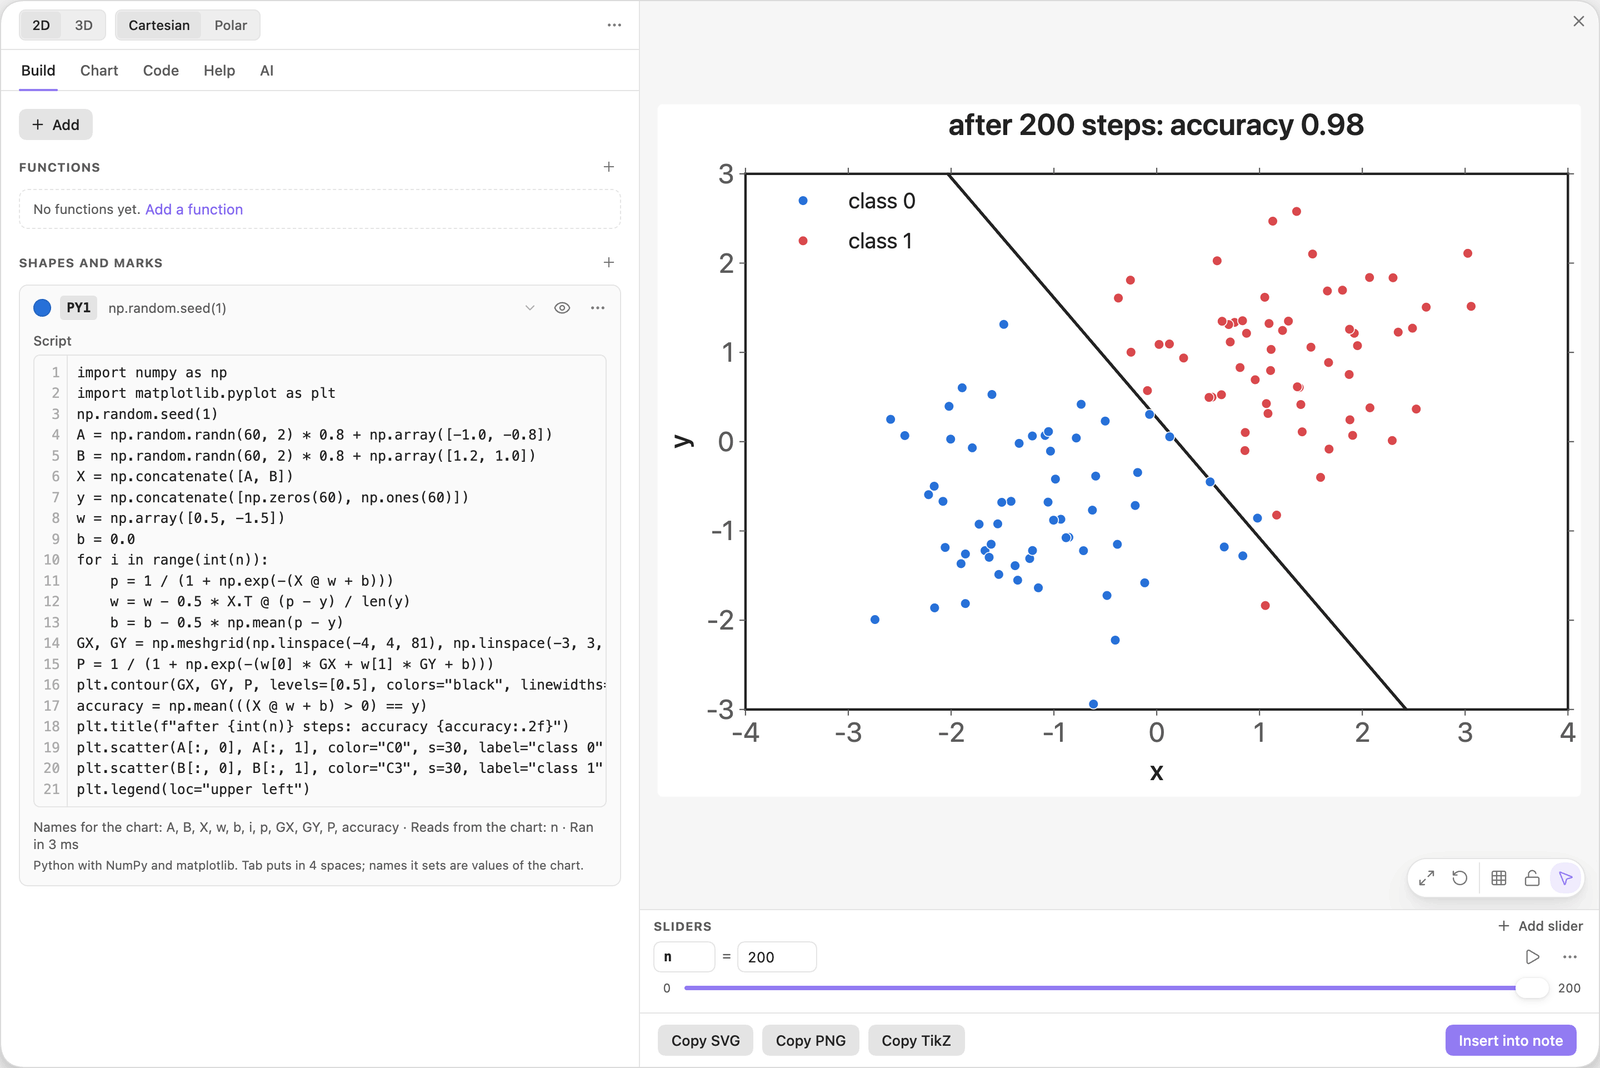 2D 3D Cartesian Polar
Build Chart Code Help AI
+ Add
FUNCTIONS
No functions yet. Add a function
SHAPES AND MARKS
PY1 np.random.seed(1)
Script
1 import numpy as np
2 import matplotlib.pyplot as plt
3 np.random.seed(1)
4 A = np.random.randn(60, 2) * 0.8 + np.array([-1.0, -0.8])
5 B = np.random.randn(60, 2) * 0.8 + np.array([1.2, 1.0])
6 X = np.concatenate([A, B])
7 y = np.concatenate([np.zeros(60), np.ones(60)])
8 w = np.array([0.5, -1.5])
9 b = 0.0
10 for i in range(int(n)):
11     p = 1 / (1 + np.exp(-(X @ w + b)))
12     w = w - 0.5 * X.T @ (p - y) / len(y)
13     b = b - 0.5 * np.mean(p - y)
14 GX, GY = np.meshgrid(np.linspace(-4, 4, 81), np.linspace(-3, 3,
15 P = 1 / (1 + np.exp(-(w[0] * GX + w[1] * GY + b)))
16 plt.contour(GX, GY, P, levels=[0.5], colors="black", linewidths=
17 accuracy = np.mean(((X @ w + b) > 0) == y)
18 plt.title(f"after {int(n)} steps: accuracy {accuracy:.2f}")
19 plt.scatter(A[:, 0], A[:, 1], color="C0", s=30, label="class 0"
20 plt.scatter(B[:, 0], B[:, 1], color="C3", s=30, label="class 1"
21 plt.legend(loc="upper left")
Names for the chart: A, B, X, w, b, i, p, GX, GY, P, accuracy · Reads from the chart: n · Ran
in 3 ms
Python with NumPy and matplotlib. Tab puts in 4 spaces; names it sets are values of the chart.
after 200 steps: accuracy 0.98
class 0
class 1
3
2
1
0
-1
-2
-3
y
-4 -3 -2 -1 0 1 2 3 4
x
SLIDERS
+ Add slider
n = 200
0 200
Copy SVG Copy PNG Copy TikZ
Insert into note